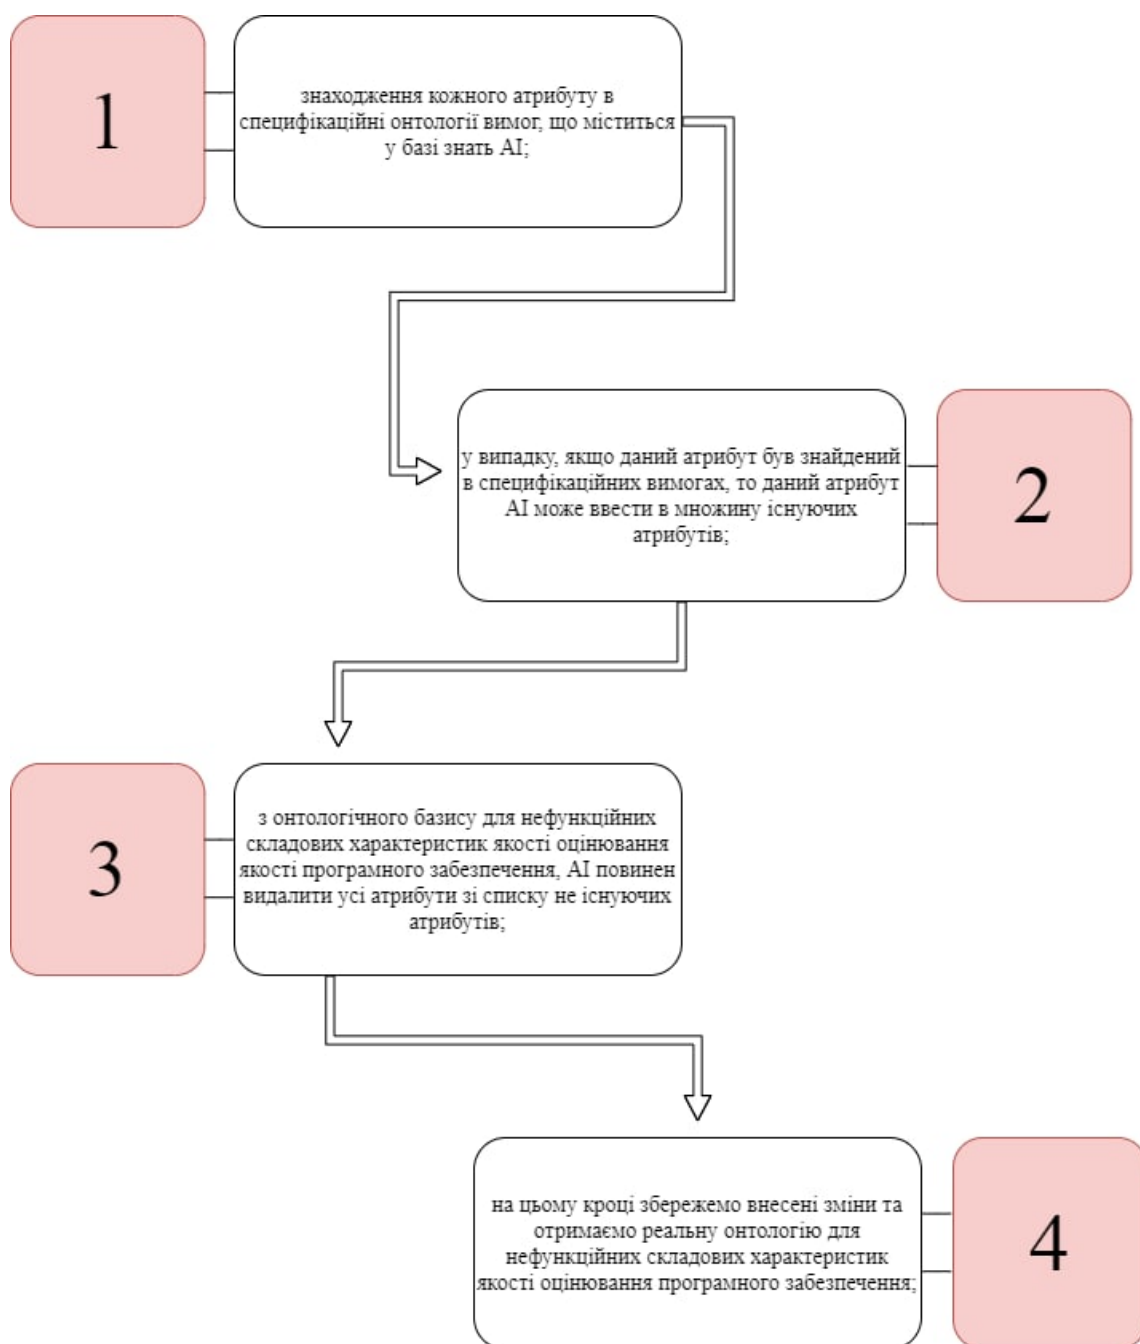 1
знаходження кожного атрибуту в
специфікаційні онтології вимог, що міститься
у базі знать АІ;
у випадку, якщо даний атрибут був знайдений
в специфікаційних вимогах, то даний атрибут
АІ може ввести в множину існуючих
атрибутів;
2
3
з онтологічного базису для нефункційних
складових характеристик якості оцінювання
якості програмного забезпечення, АІ повинен
видалити усі атрибути зі списку не існуючих
атрибутів;
на цьому кроці збережемо внесені зміни та
отримаємо реальну онтологію для
нефункційних складових характеристик
якості оцінювання програмного забезпечення;
4